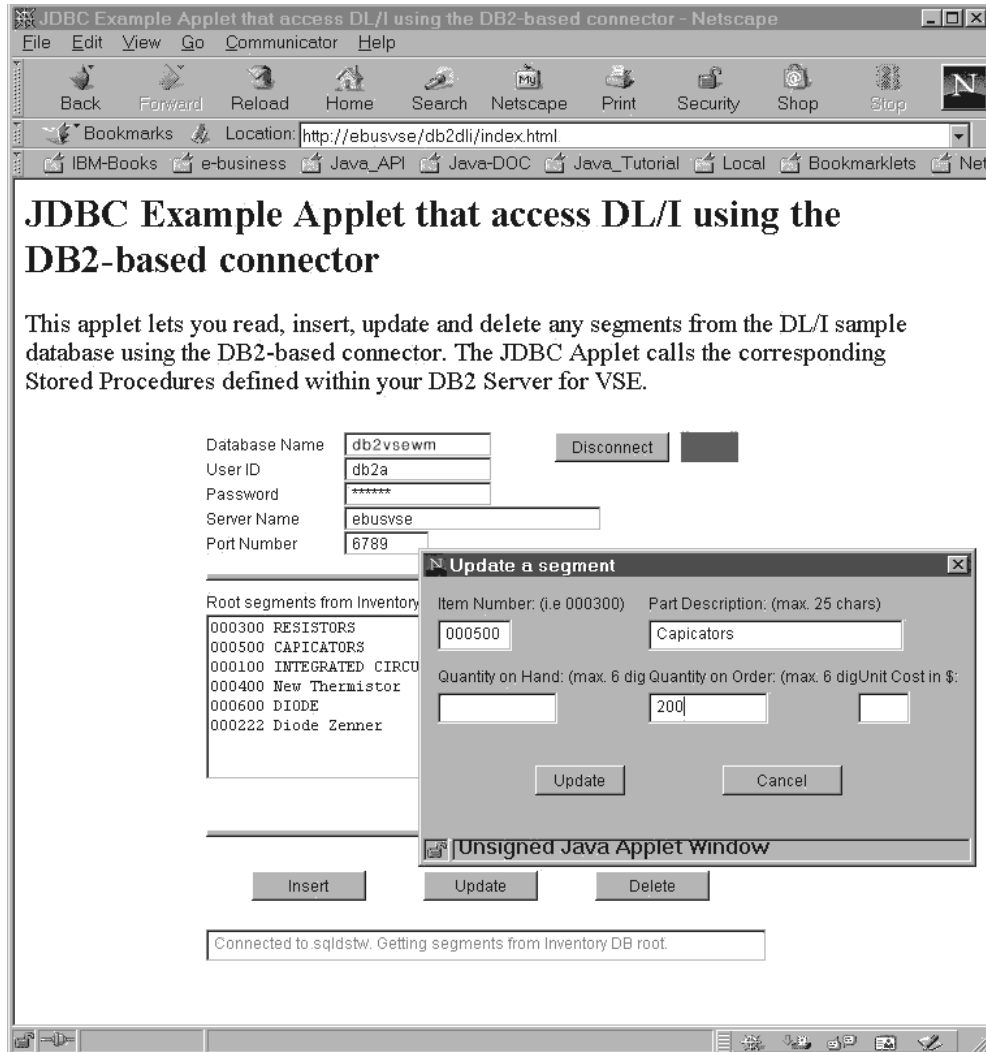 JDBC Example Applet that access DL/I using the DB2-based connector - Netscape
File Edit View Go Communicator Help
Back Forward Reload Home Search Netscape Print Security Shop Stop
My
N
Bookmarks Location: http://ebusvse/db2dli/index.html
IBM-Books e-business Java_API Java-DOC Java_Tutorial Local Bookmarklets Net
JDBC Example Applet that access DL/I using the
DB2-based connector
This applet lets you read, insert, update and delete any segments from the DL/I sample
database using the DB2-based connector. The JDBC Applet calls the corresponding
Stored Procedures defined within your DB2 Server for VSE.
Database Name db2vsewm Disconnect
User ID db2a
Password ******
Server Name ebusvse
Port Number 6789
Root segments from Inventory
000300 RESISTORS
000500 CAPICATORS
000100 INTEGRATED CIRCU
000400 New Thermistor
000600 DIODE
000222 Diode Zenner
N Update a segment
Item Number: (i.e 000300) Part Description: (max. 25 chars)
000500 Capicators
Quantity on Hand: (max. 6 dig Quantity on Order: (max. 6 dig Unit Cost in $:
200
Update Cancel
Unsigned Java Applet Window
Insert Update Delete
Connected to sqldstw. Getting segments from Inventory DB root.